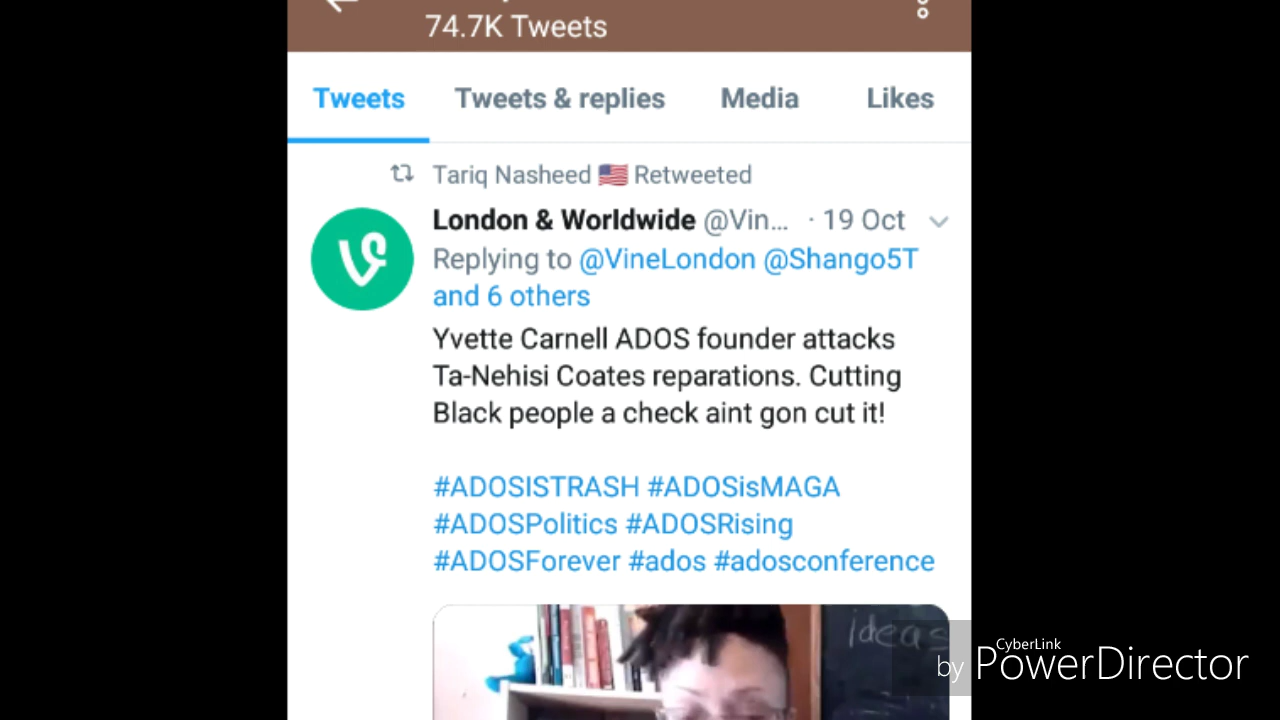 74.7K Tweets
Tweets Tweets & replies Media Likes
Tariq Nasheed 🇺🇸 Retweeted
London & Worldwide @Vin... · 19 Oct
Replying to @VineLondon @Shango5T
and 6 others
Yvette Carnell ADOS founder attacks
Ta-Nehisi Coates reparations. Cutting
Black people a check aint gon cut it!
#ADOSISTRASH #ADOSisMAGA
#ADOSPolitics #ADOSRising
#ADOSForever #ados #adosconference
ideas
CyberLink
by PowerDirector